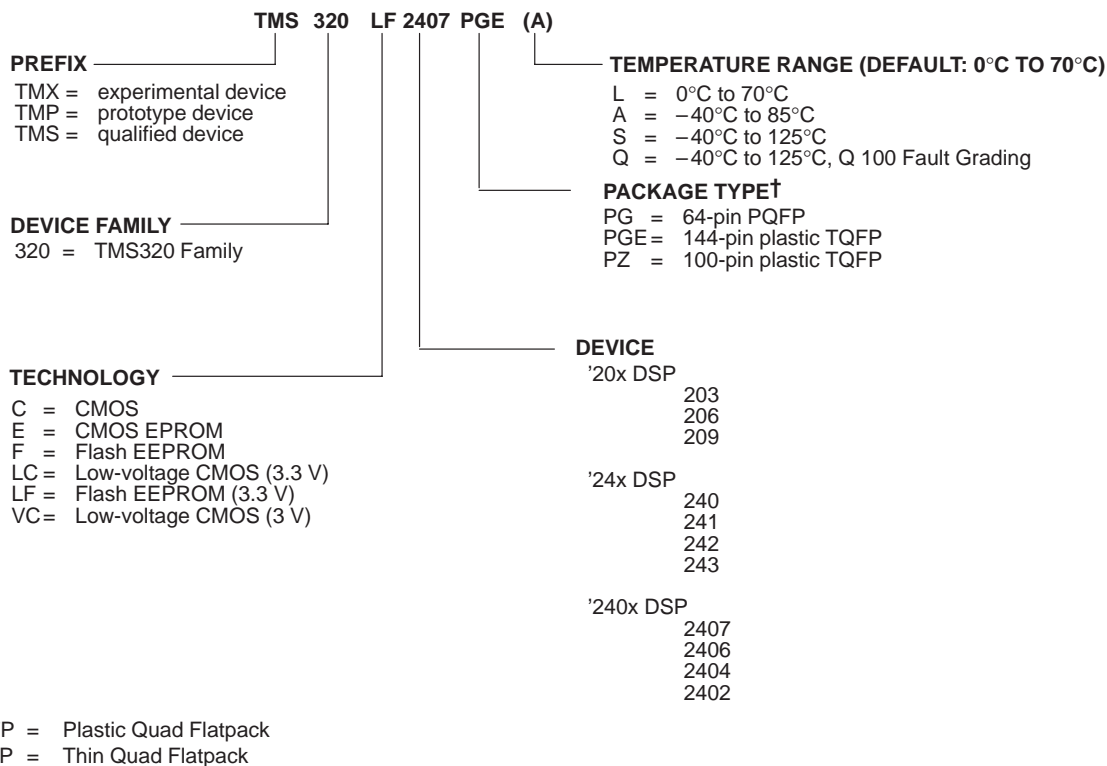 TMS 320 LF 2407 PGE (A)
PREFIX
TMX = experimental device
TMP = prototype device
TMS = qualified device
TEMPERATURE RANGE (DEFAULT: 0°C TO 70°C)
L = 0°C to 70°C
A = –40°C to 85°C
S = –40°C to 125°C
Q = –40°C to 125°C, Q 100 Fault Grading
PACKAGE TYPE†
PG = 64-pin PQFP
PGE = 144-pin plastic TQFP
PZ = 100-pin plastic TQFP
DEVICE FAMILY
320 = TMS320 Family
TECHNOLOGY
C = CMOS
E = CMOS EPROM
F = Flash EEPROM
LC = Low-voltage CMOS (3.3 V)
LF = Flash EEPROM (3.3 V)
VC = Low-voltage CMOS (3 V)
DEVICE
’20x DSP
203
206
209
’24x DSP
240
241
242
243
’240x DSP
2407
2406
2404
2402
P = Plastic Quad Flatpack
P = Thin Quad Flatpack